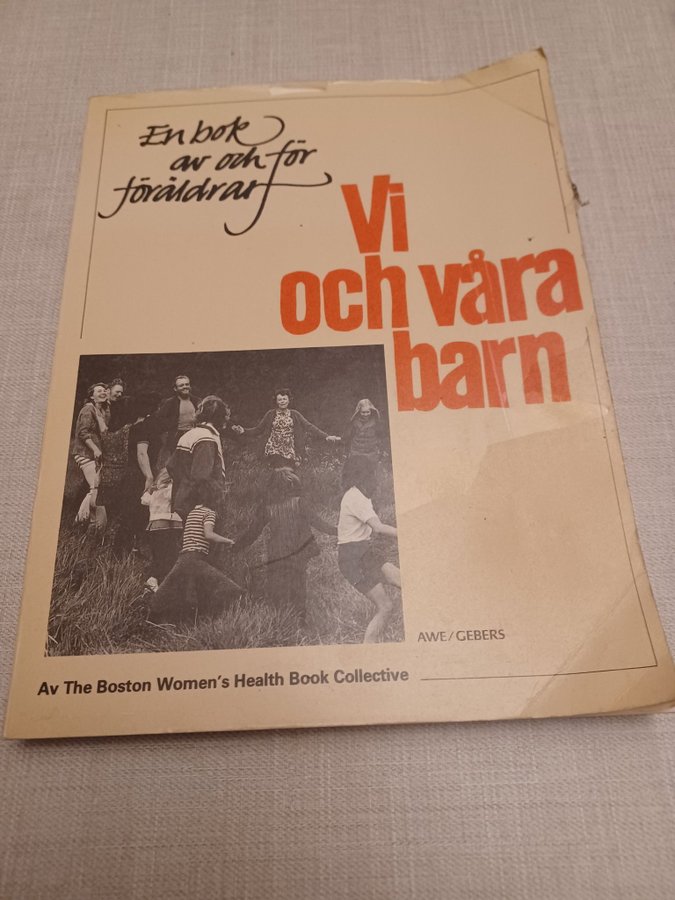 En bok
av och för
föräldrar
Vi
och våra
barn
AWE/GEBERS
Av The Boston Women's Health Book Collective